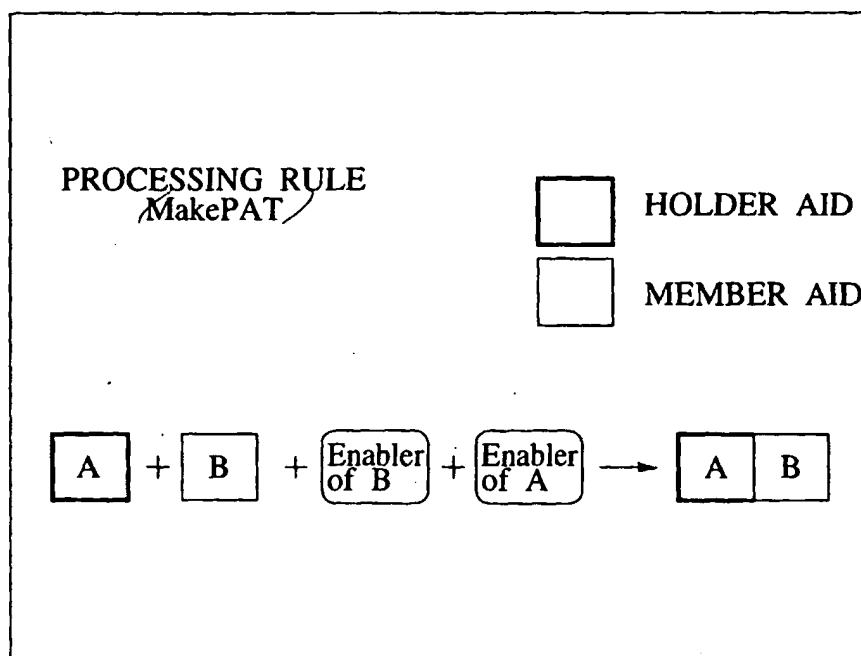 PROCESSING RULE
MakePAT
HOLDER AID
MEMBER AID
A + B + Enabler of B + Enabler of A → A B